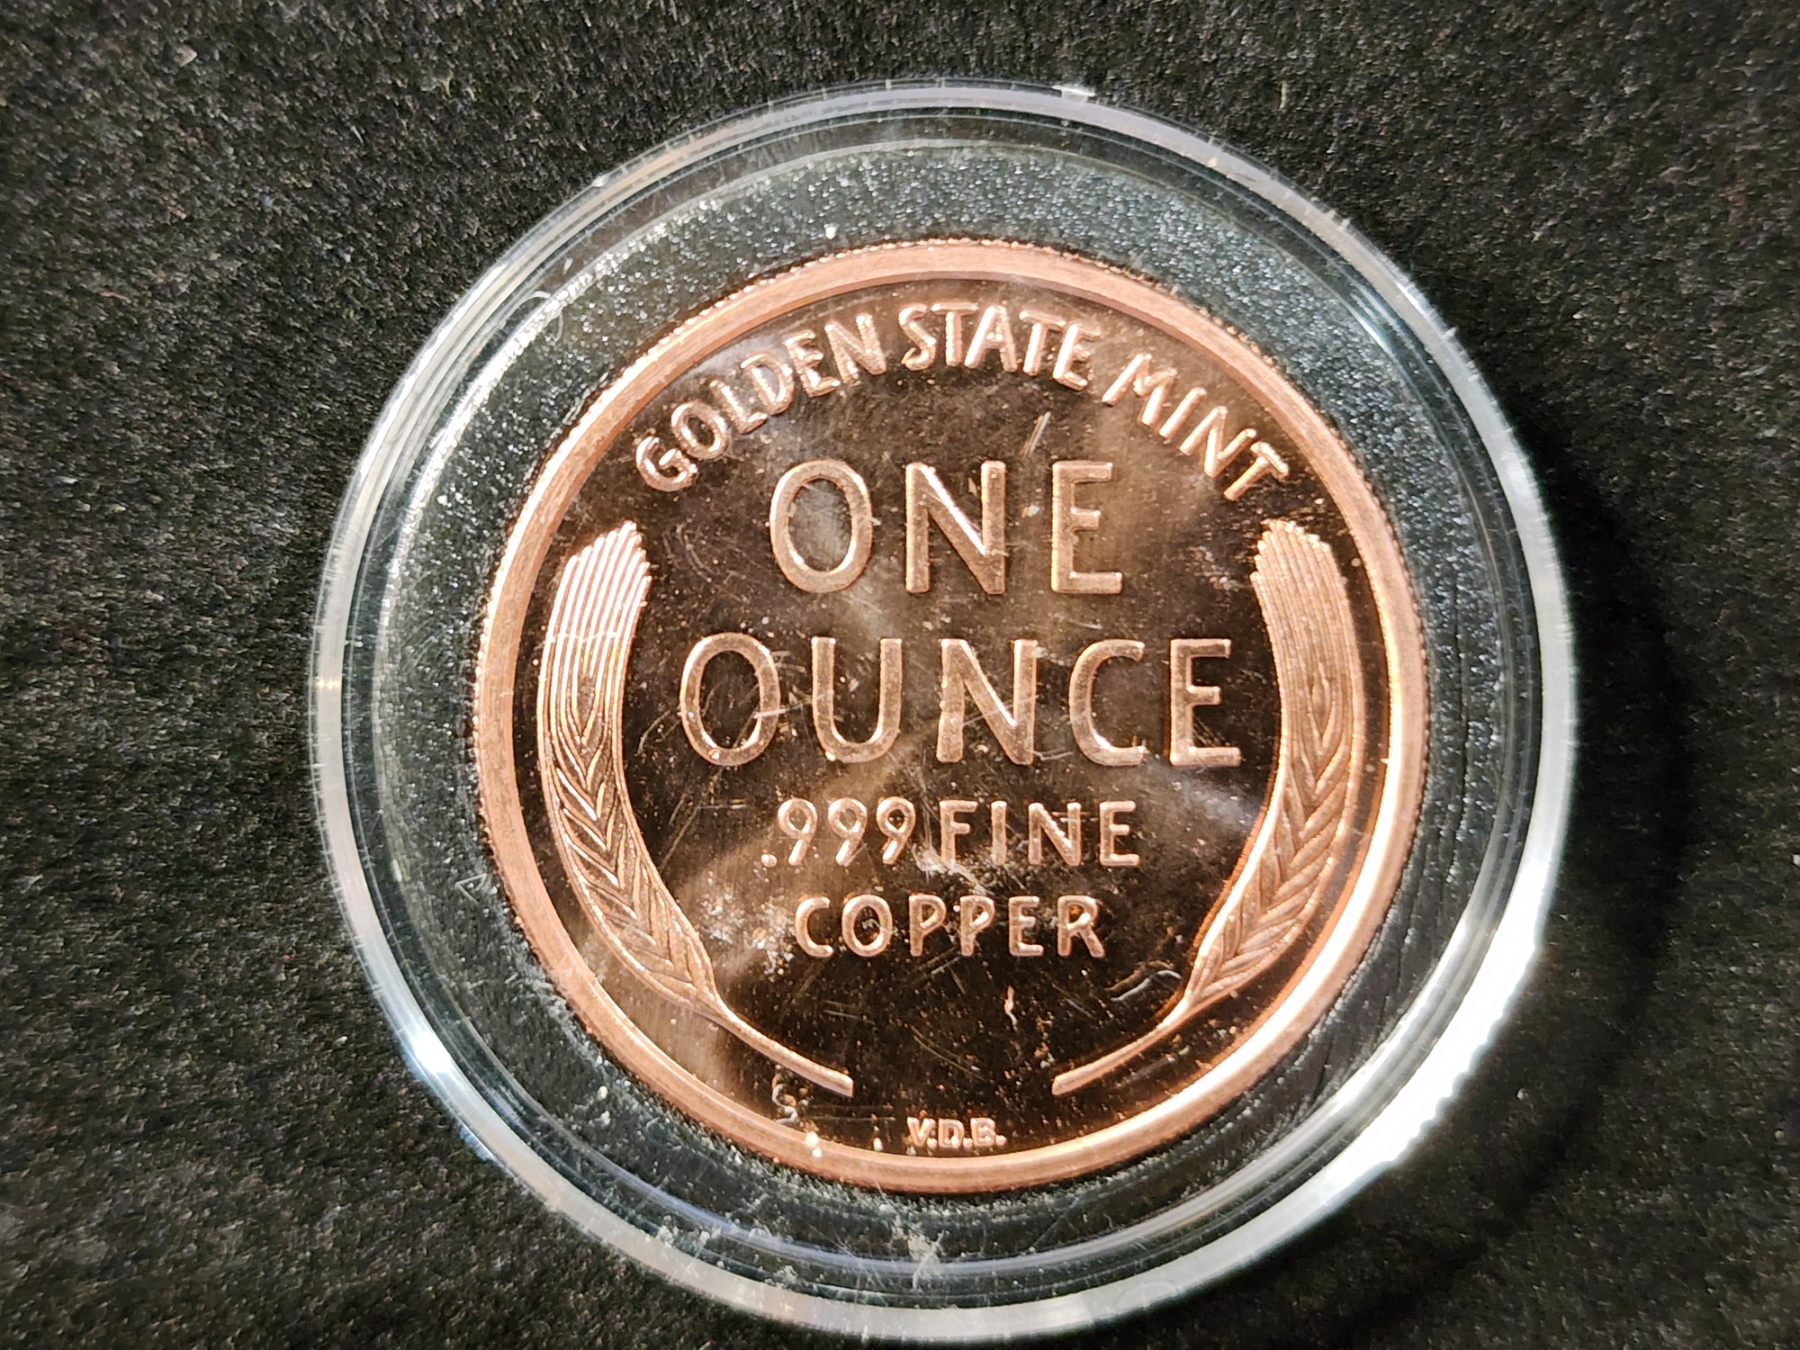 GOLDEN STATE MINT
ONE
OUNCE
.999 FINE
COPPER
V.D.B.